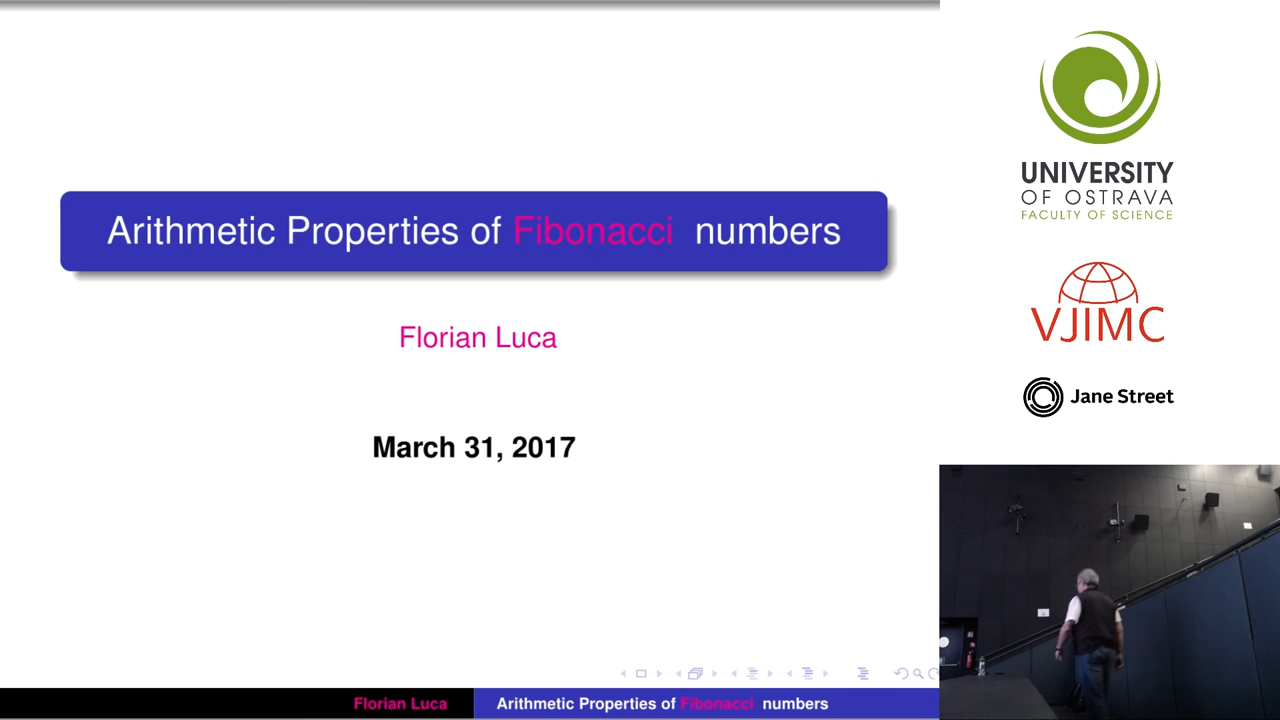 Arithmetic Properties of Fibonacci numbers
Florian Luca
March 31, 2017
Florian Luca
Arithmetic Properties of Fibonacci numbers
UNIVERSITY
OF OSTRAVA
FACULTY OF SCIENCE
VJIMC
Jane Street